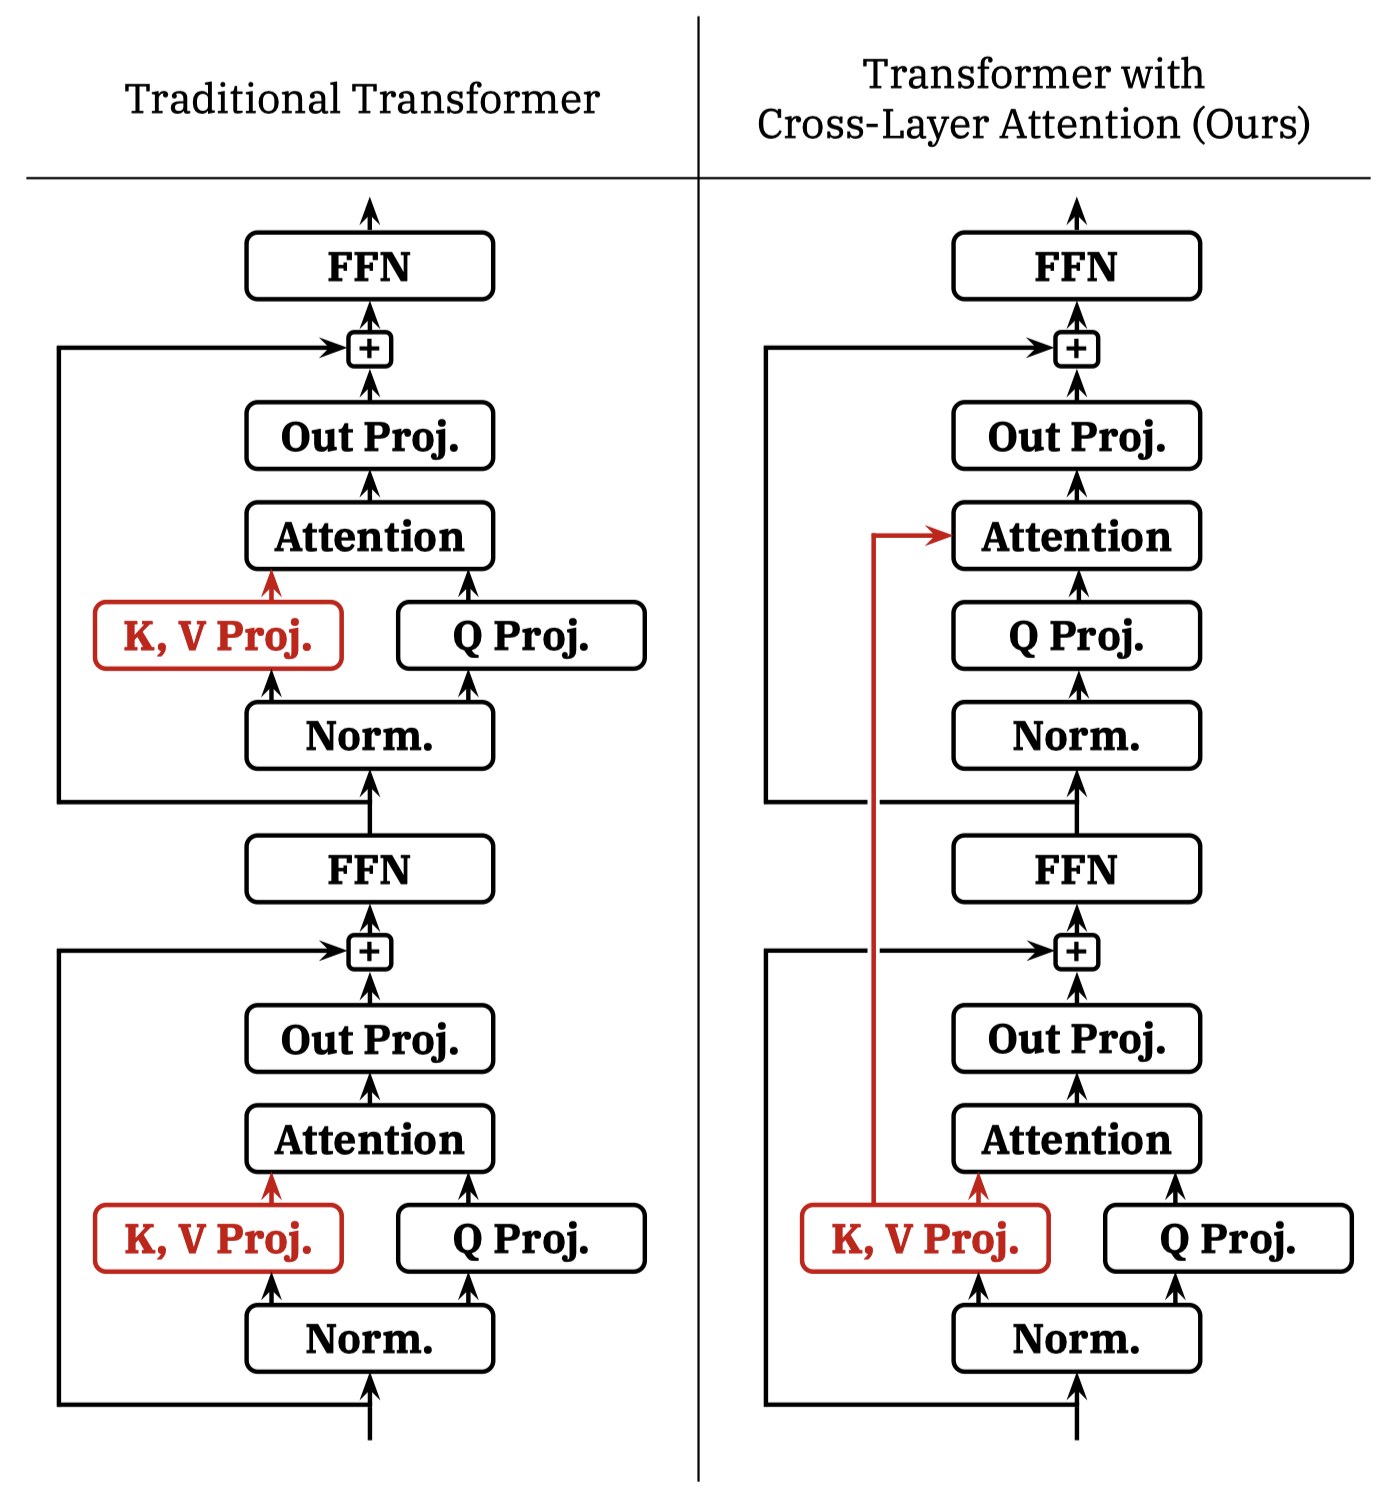 Traditional Transformer
FFN
+
Out Proj.
Attention
K, V Proj.
Q Proj.
Norm.
FFN
+
Out Proj.
Attention
K, V Proj.
Q Proj.
Norm.
Transformer with
Cross-Layer Attention (Ours)
FFN
+
Out Proj.
Attention
Q Proj.
Norm.
FFN
+
Out Proj.
Attention
K, V Proj.
Q Proj.
Norm.